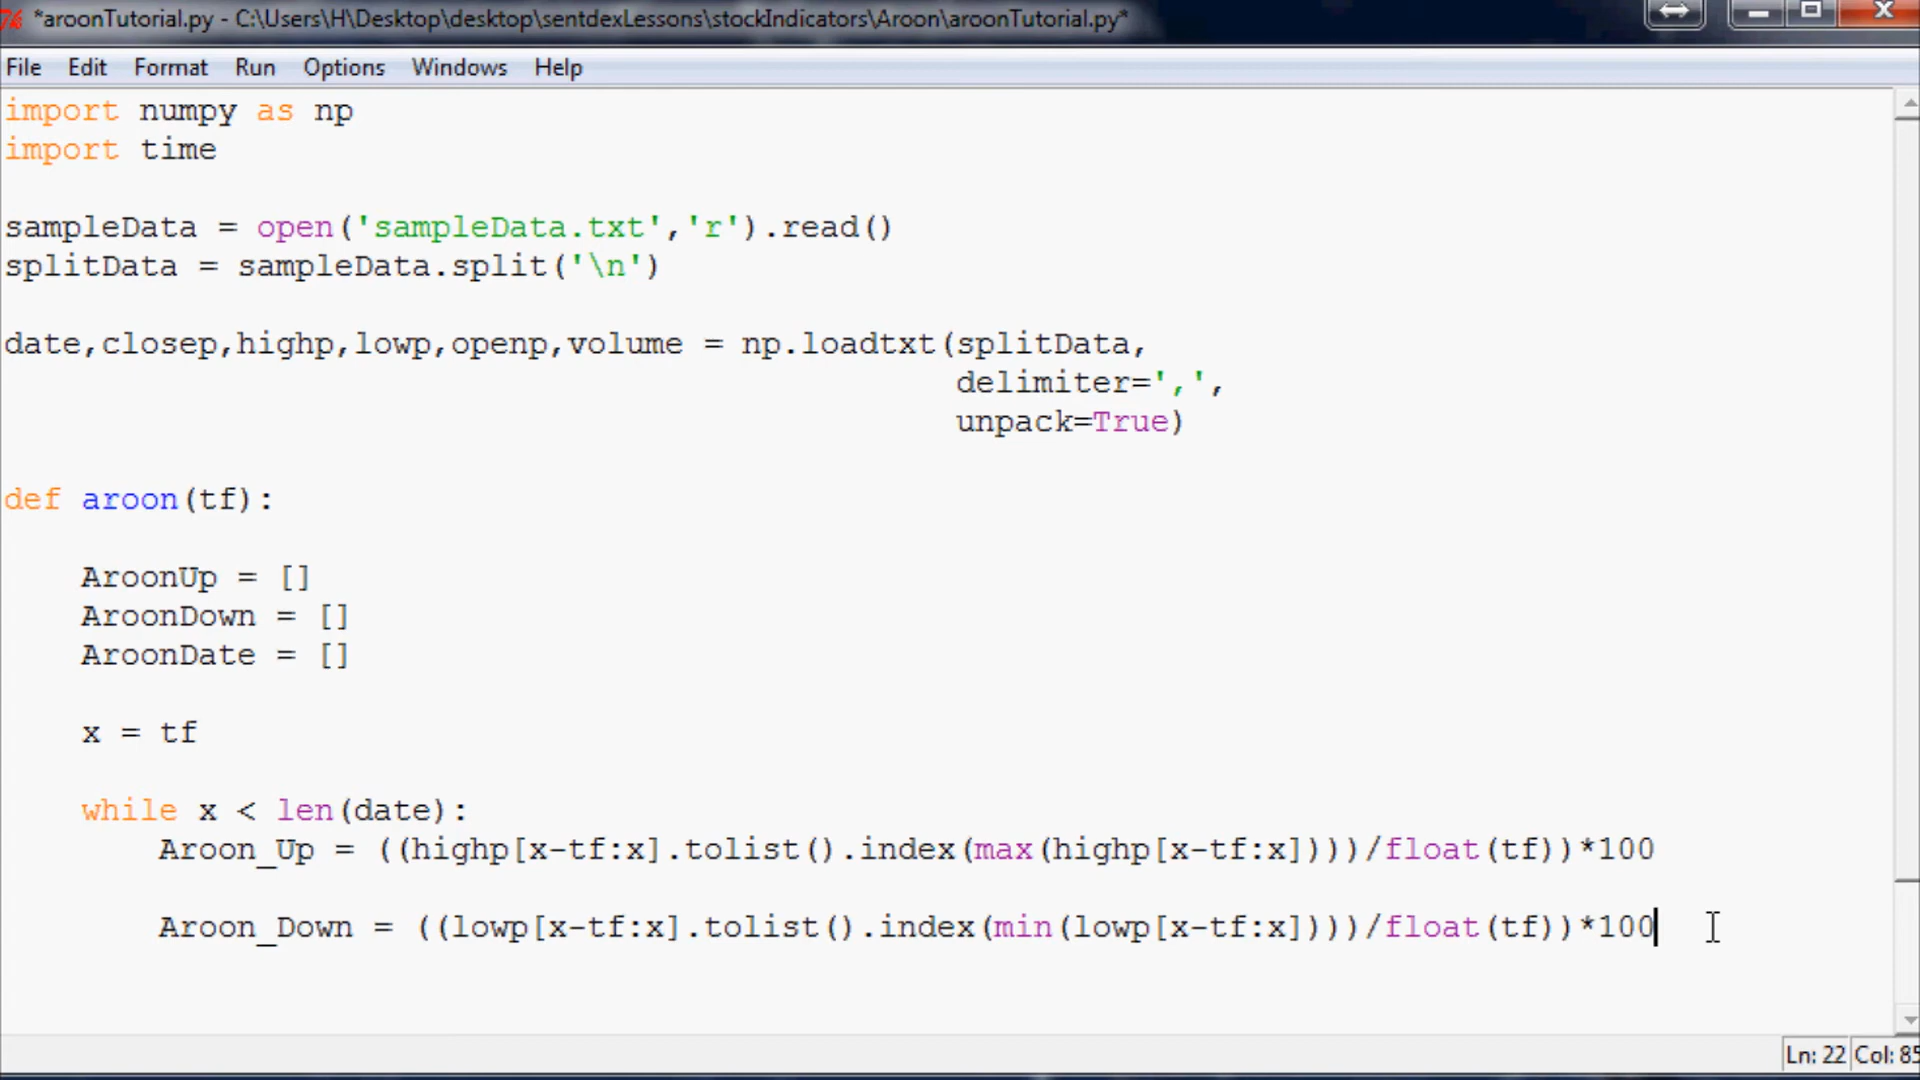 *aroonTutorial.py - C:\Users\H\Desktop\desktop\sentdexLessons\stockIndicators\Aroon\aroonTutorial.py*
File Edit Format Run Options Windows Help
import numpy as np
import time
sampleData = open('sampleData.txt','r').read()
splitData = sampleData.split('\n')
date,closep,highp,lowp,openp,volume = np.loadtxt(splitData,
delimiter=',',
unpack=True)
def aroon(tf):
AroonUp = []
AroonDown = []
AroonDate = []
x = tf
while x < len(date):
Aroon_Up = ((highp[x-tf:x].tolist().index(max(highp[x-tf:x])))/float(tf))*100
Aroon_Down = ((lowp[x-tf:x].tolist().index(min(lowp[x-tf:x])))/float(tf))*100
Ln: 22 Col: 85